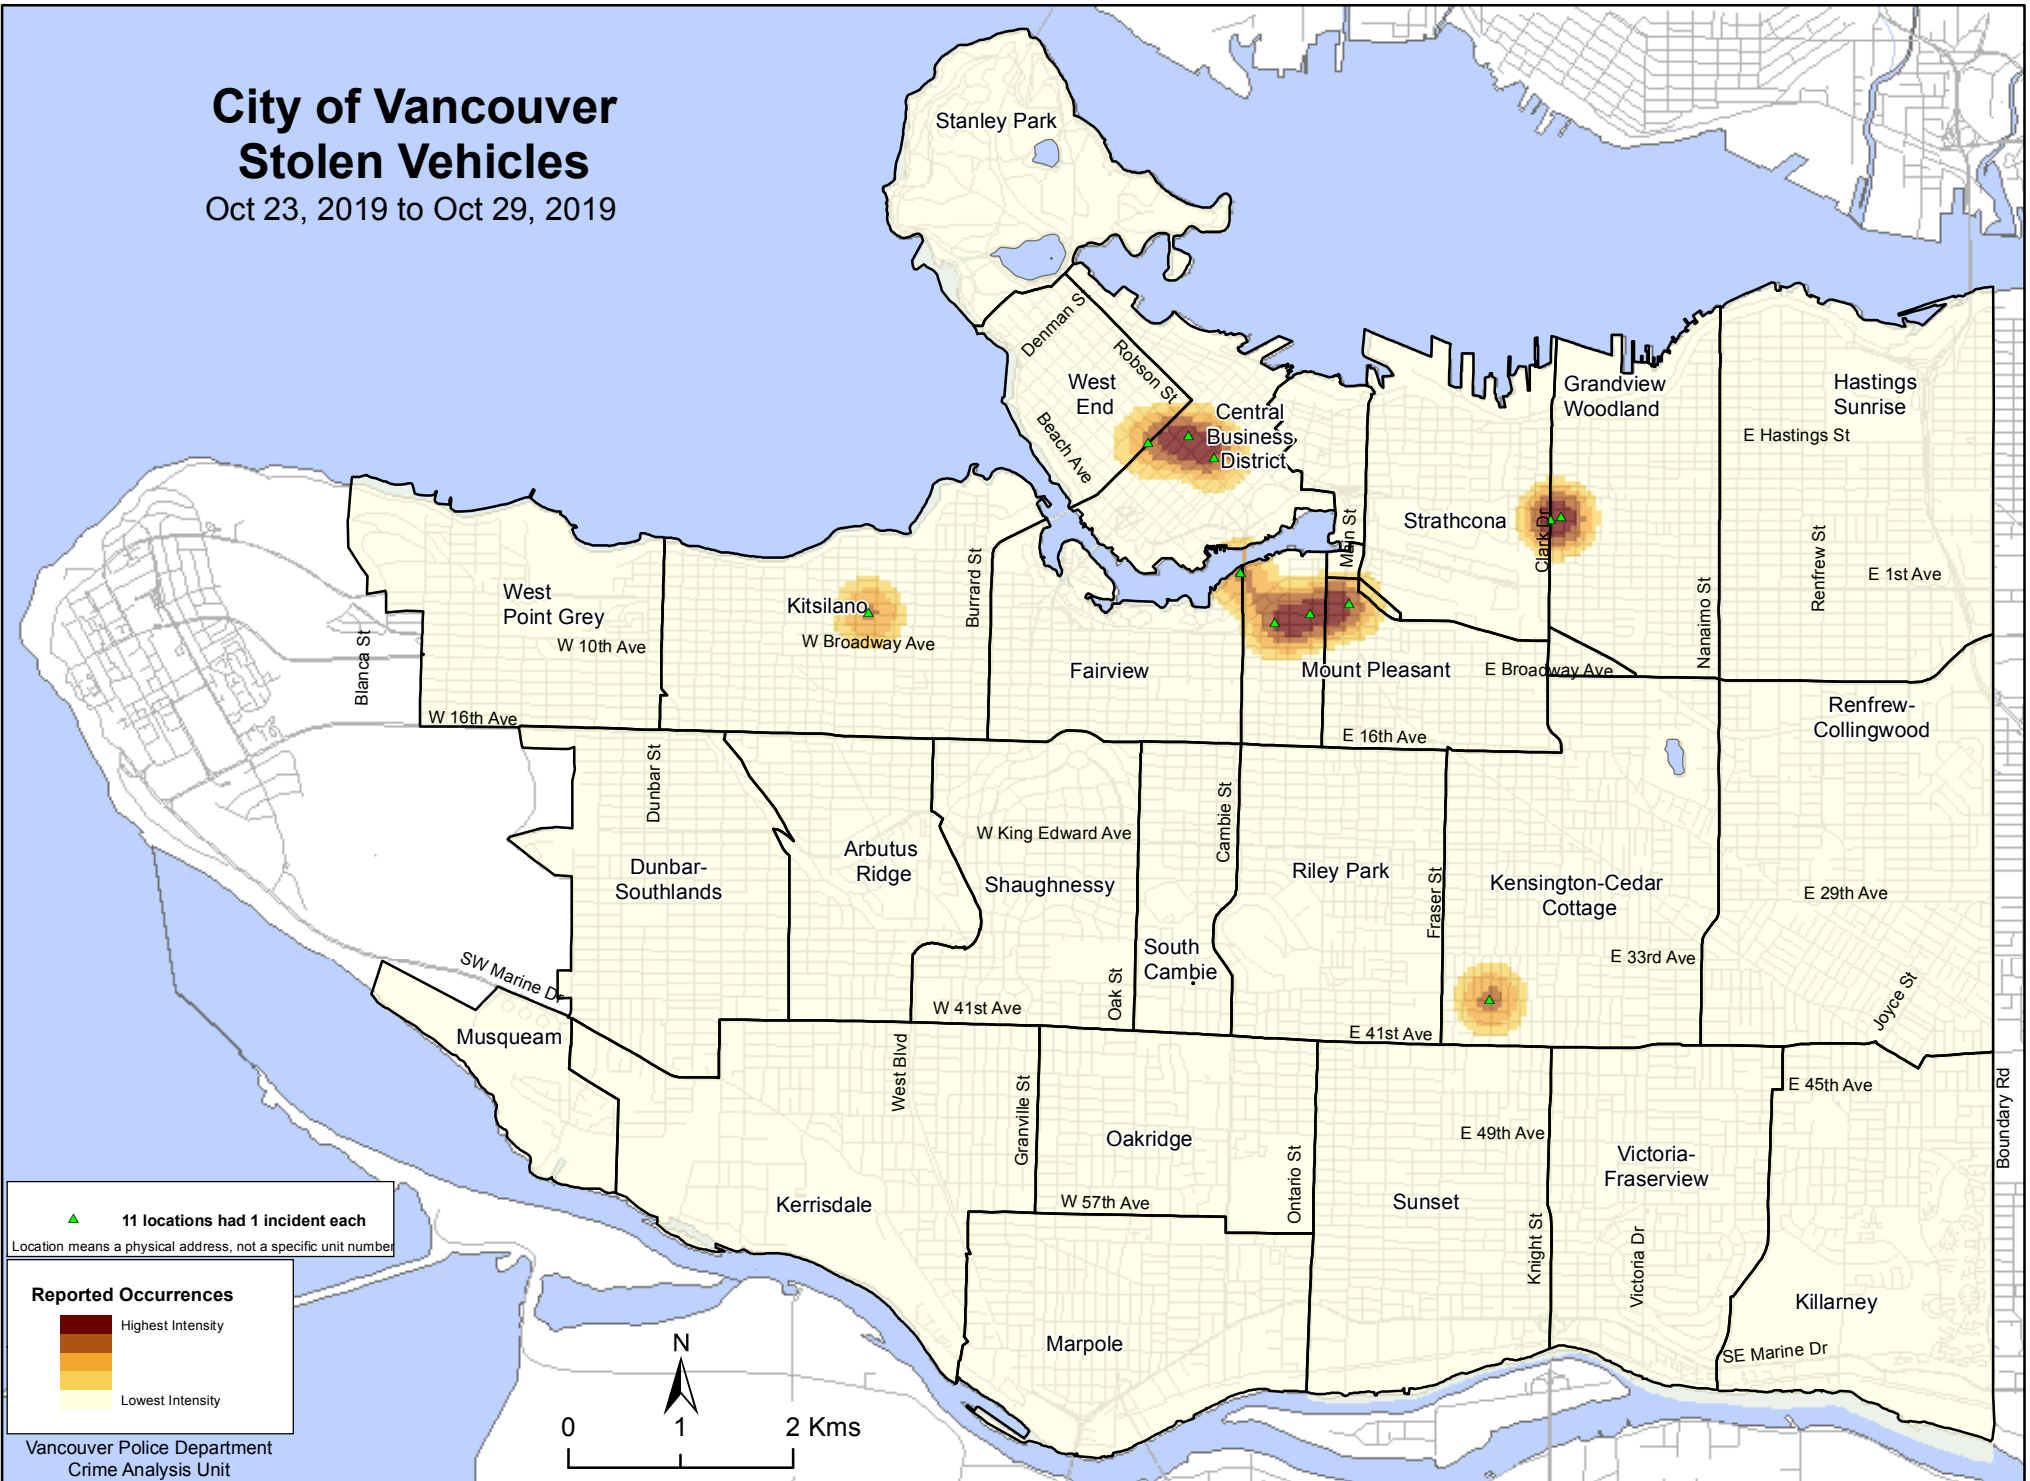 City of Vancouver
Stolen Vehicles
Oct 23, 2019 to Oct 29, 2019
Stanley Park
Denman S
Robson St
West
End
Beach Ave
Central
Business
District
Grandview
Woodland
Hastings
Sunrise
E Hastings St
Strathcona
Main St
Clark Dr
Nanaimo St
Renfrew St
E 1st Ave
West
Point Grey
W 10th Ave
Blanca St
W 16th Ave
Kitsilano
W Broadway Ave
Burrard St
Fairview
Mount Pleasant
E Broadway Ave
E 16th Ave
Renfrew-
Collingwood
Dunbar St
Dunbar-
Southlands
Arbutus
Ridge
W King Edward Ave
Shaughnessy
Cambie St
South
Cambie
Oak St
W 41st Ave
Riley Park
Fraser St
Kensington-Cedar
Cottage
E 33rd Ave
E 29th Ave
Joyce St
E 41st Ave
SW Marine Dr
Musqueam
West Blvd
Granville St
Oakridge
W 57th Ave
Ontario St
Kerrisdale
Marpole
Sunset
E 49th Ave
Knight St
Victoria-
Fraserview
Victoria Dr
E 45th Ave
Boundary Rd
Killarney
SE Marine Dr
11 locations had 1 incident each
Location means a physical address, not a specific unit number
Reported Occurrences
Highest Intensity
Lowest Intensity
Vancouver Police Department
Crime Analysis Unit
N
0 1 2 Kms